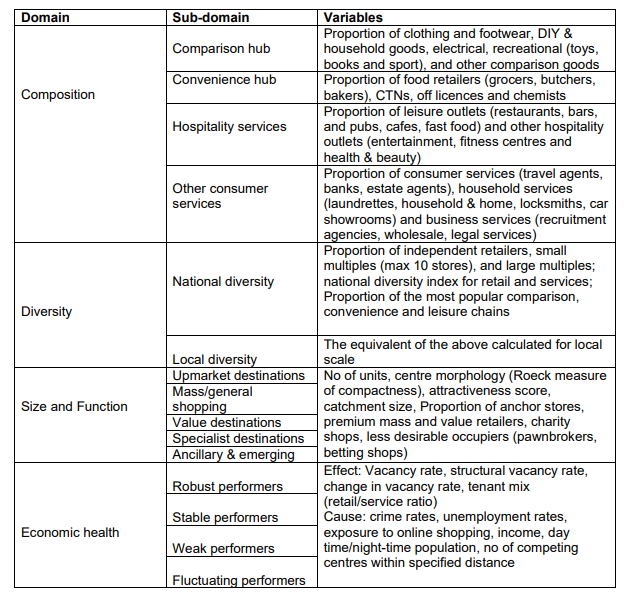 Domain Sub-domain Variables
Composition
Comparison hub
Proportion of clothing and footwear, DIY &
household goods, electrical, recreational (toys,
books and sport), and other comparison goods
Convenience hub
Proportion of food retailers (grocers, butchers,
bakers), CTNs, off licences and chemists
Hospitality services
Proportion of leisure outlets (restaurants, bars,
and pubs, cafes, fast food) and other hospitality
outlets (entertainment, fitness centres and
health & beauty)
Other consumer
services
Proportion of consumer services (travel agents,
banks, estate agents), household services
(laundrettes, household & home, locksmiths, car
showrooms) and business services (recruitment
agencies, wholesale, legal services)
Diversity
National diversity
Proportion of independent retailers, small
multiples (max 10 stores), and large multiples;
national diversity index for retail and services;
Proportion of the most popular comparison,
convenience and leisure chains
Local diversity
The equivalent of the above calculated for local
scale
Size and Function
Upmarket destinations
Mass/general
shopping
Value destinations
Specialist destinations
Ancillary & emerging
No of units, centre morphology (Roeck measure
of compactness), attractiveness score,
catchment size, Proportion of anchor stores,
premium mass and value retailers, charity
shops, less desirable occupiers (pawnbrokers,
betting shops)
Economic health
Robust performers
Stable performers
Weak performers
Fluctuating performers
Effect: Vacancy rate, structural vacancy rate,
change in vacancy rate, tenant mix
(retail/service ratio)
Cause: crime rates, unemployment rates,
exposure to online shopping, income, day
time/night-time population, no of competing
centres within specified distance